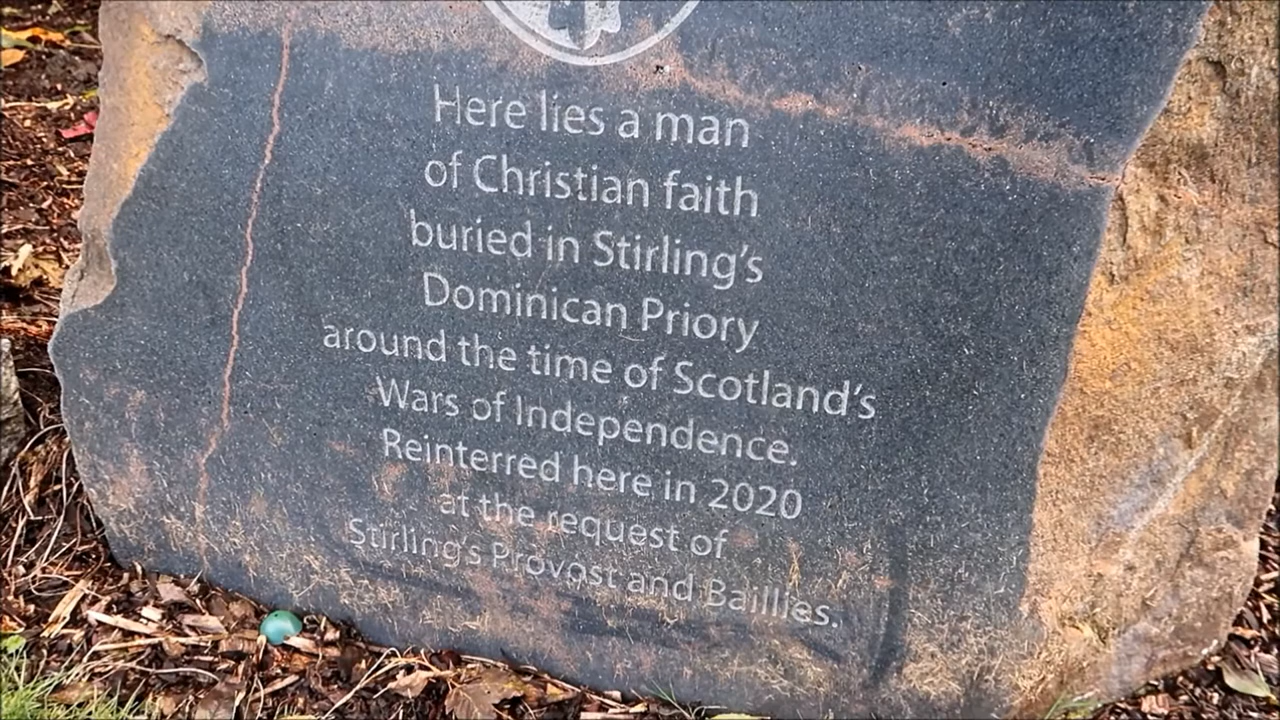 Here lies a man
of Christian faith
buried in Stirling's
Dominican Priory
around the time of Scotland's
Wars of Independence.
Reinterred here in 2020
at the request of
Stirling's Provost and Baillies.